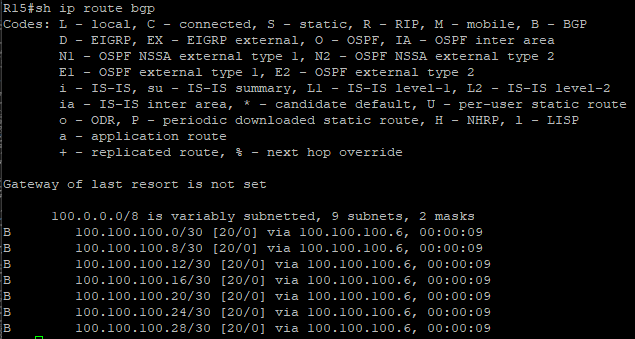 R15#sh ip route bgp
Codes: L - local, C - connected, S - static, R - RIP, M - mobile, B - BGP
D - EIGRP, EX - EIGRP external, O - OSPF, IA - OSPF inter area
N1 - OSPF NSSA external type 1, N2 - OSPF NSSA external type 2
E1 - OSPF external type 1, E2 - OSPF external type 2
i - IS-IS, su - IS-IS summary, L1 - IS-IS level-1, L2 - IS-IS level-2
ia - IS-IS inter area, * - candidate default, U - per-user static route
o - ODR, P - periodic downloaded static route, H - NHRP, l - LISP
a - application route
+ - replicated route, % - next hop override
Gateway of last resort is not set
100.0.0.0/8 is variably subnetted, 9 subnets, 2 masks
B 100.100.100.0/30 [20/0] via 100.100.100.6, 00:00:09
B 100.100.100.8/30 [20/0] via 100.100.100.6, 00:00:09
B 100.100.100.12/30 [20/0] via 100.100.100.6, 00:00:09
B 100.100.100.16/30 [20/0] via 100.100.100.6, 00:00:09
B 100.100.100.20/30 [20/0] via 100.100.100.6, 00:00:09
B 100.100.100.24/30 [20/0] via 100.100.100.6, 00:00:09
B 100.100.100.28/30 [20/0] via 100.100.100.6, 00:00:09